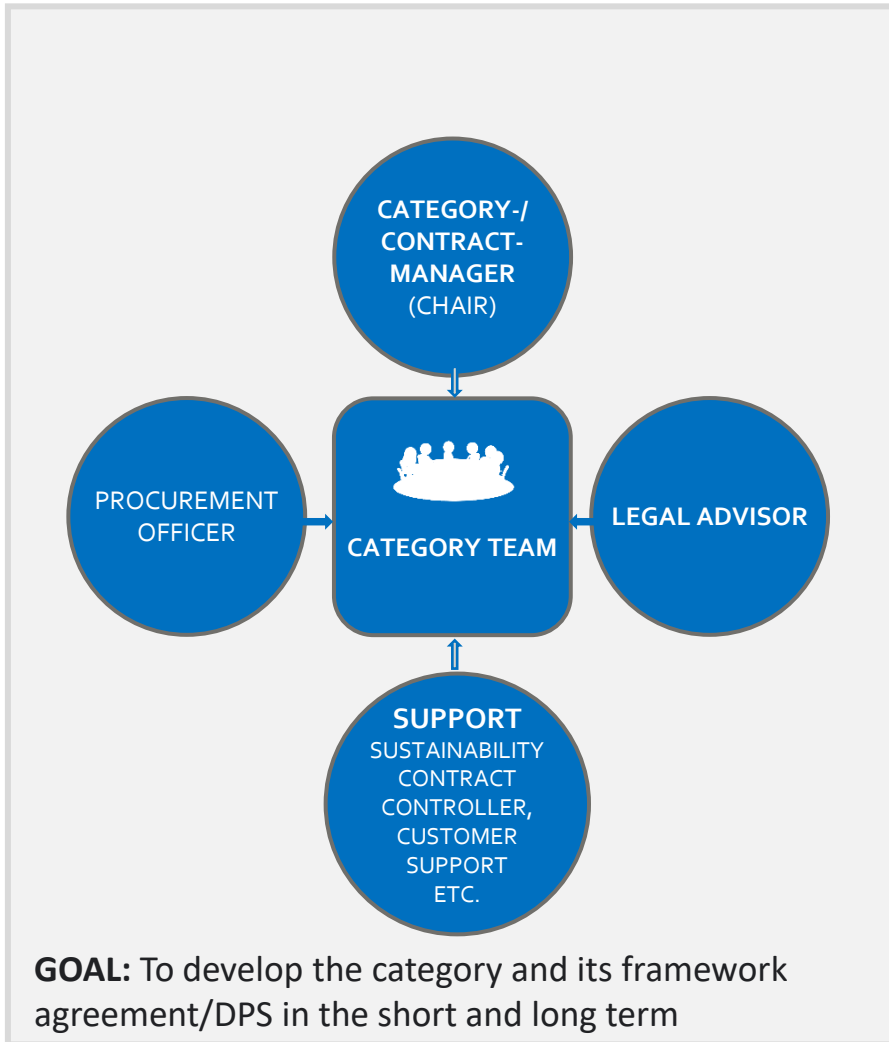 CATEGORY-/
CONTRACT-
MANAGER
(CHAIR)
PROCUREMENT
OFFICER
CATEGORY TEAM
LEGAL ADVISOR
SUPPORT
SUSTAINABILITY
CONTRACT
CONTROLLER,
CUSTOMER
SUPPORT
ETC.
GOAL: To develop the category and its framework
agreement/DPS in the short and long term